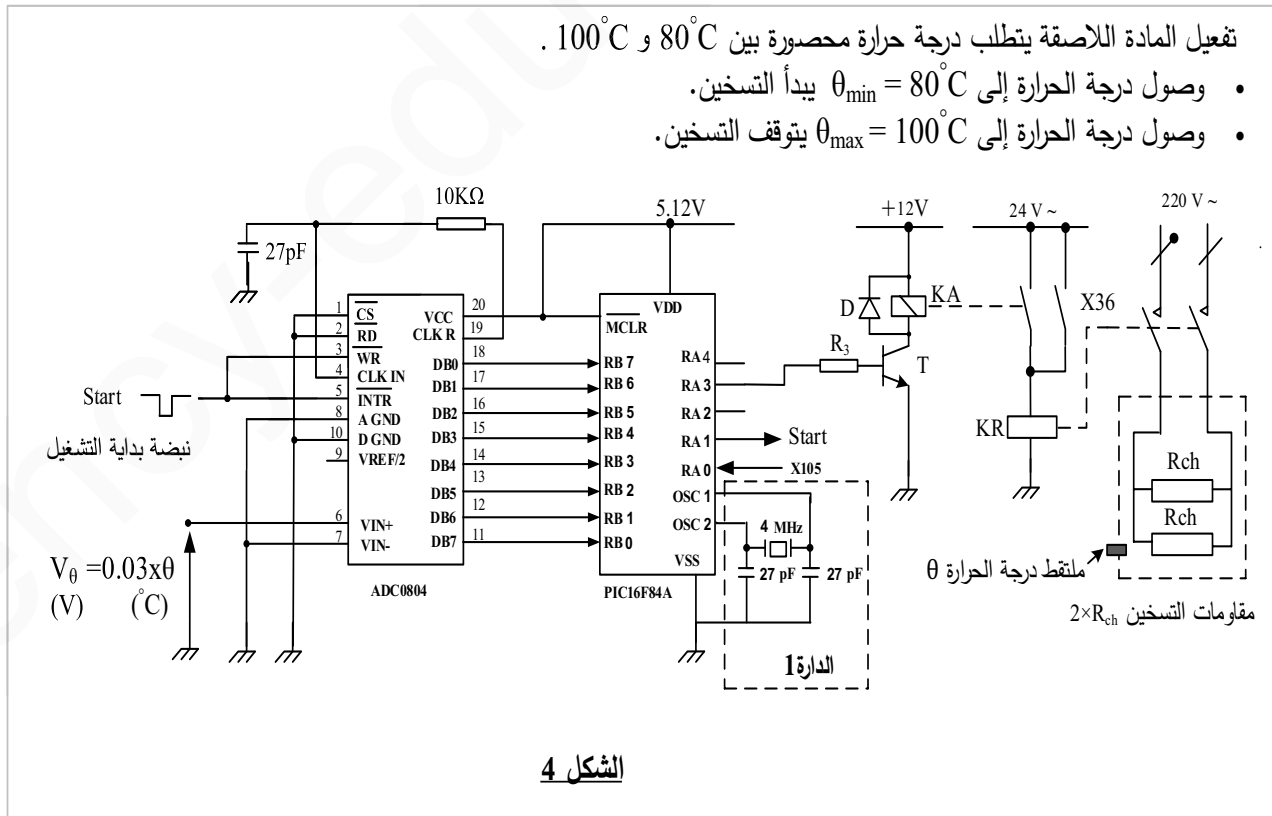 تفعيل المادة اللاصقة يتطلب درجة حرارة محصورة بين 80°C و 100°C .
• وصول درجة الحرارة إلى θmin = 80°C يبدأ التسخين.
• وصول درجة الحرارة إلى θmax = 100°C يتوقف التسخين.
10KΩ
27pF
5.12V
+12V
24 V ~
220 V ~
1 CS
2 RD
3 WR
4 CLK IN
5 INTR
8 A GND
10 D GND
9 VREF/2
6 VIN+
7 VIN-
VCC 20
CLK R 19
DB0 18
DB1 17
DB2 16
DB3 15
DB4 14
DB5 13
DB6 12
DB7 11
ADC0804
Start
نبضة بداية التشغيل
Vθ =0.03xθ
(V) (°C)
VDD
MCLR
RB 7
RB 6
RB 5
RB 4
RB 3
RB 2
RB 1
RB 0
RA 4
RA 3
RA 2
RA 1
RA 0
OSC 1
OSC 2
VSS
PIC16F84A
Start
X105
4 MHz
27 pF 27 pF
الدارة1
R3
D
KA
T
KR
X36
Rch
Rch
ملتقط درجة الحرارة θ
مقاومات التسخين 2×Rch
الشكل 4
ency-edu